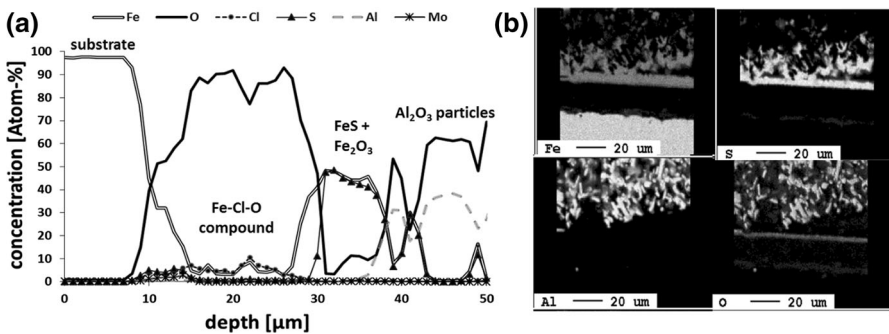 (a)
Fe O Cl S Al Mo
100
90
80
70
60
50
40
30
20
10
0
concentration [Atom-%]
substrate
Fe-Cl-O
compound
FeS +
Fe₂O₃
Al₂O₃ particles
0 10 20 30 40 50
depth [µm]
(b)
Fe 20 um
S 20 um
Al 20 um
O 20 um